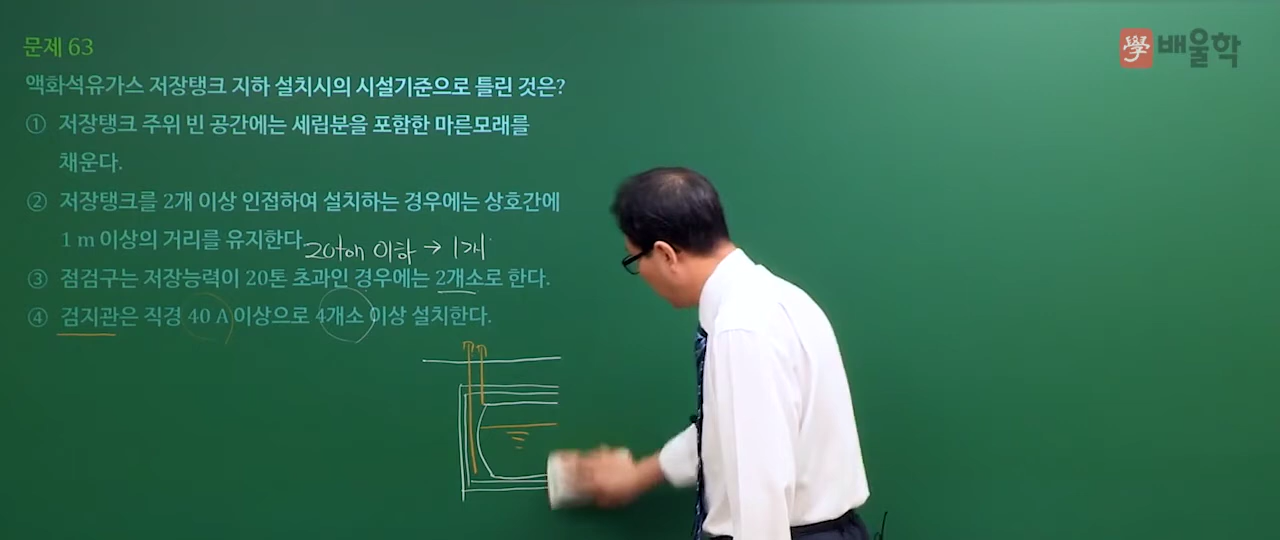 문제 63
學 배울학
액화석유가스 저장탱크 지하 설치시의 시설기준으로 틀린 것은?
① 저장탱크 주위 빈 공간에는 세립분을 포함한 마른모래를
채운다.
② 저장탱크를 2개 이상 인접하여 설치하는 경우에는 상호간에
1 m 이상의 거리를 유지한다.
20ton 이하 → 1개
③ 점검구는 저장능력이 20톤 초과인 경우에는 2개소로 한다.
④ 검지관은 직경 40 A 이상으로 4개소 이상 설치한다.